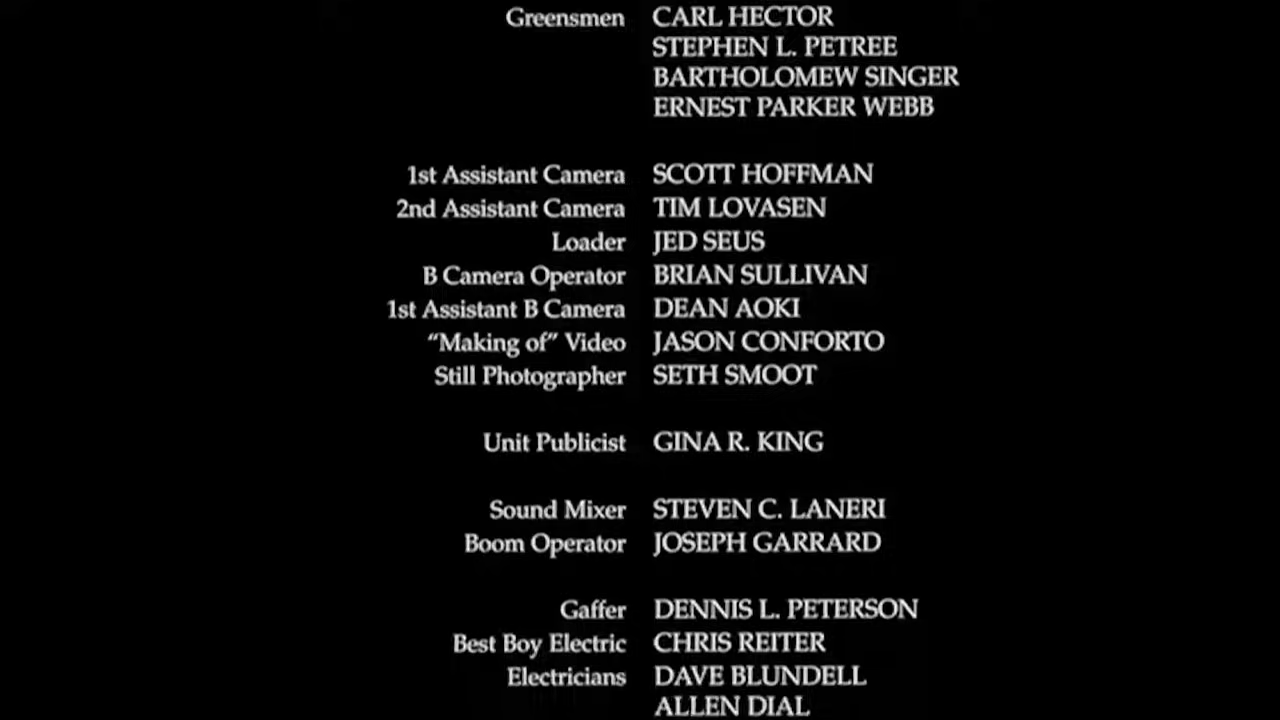 Greensmen CARL HECTOR
STEPHEN L. PETREE
BARTHOLOMEW SINGER
ERNEST PARKER WEBB
1st Assistant Camera SCOTT HOFFMAN
2nd Assistant Camera TIM LOVASEN
Loader JED SEUS
B Camera Operator BRIAN SULLIVAN
1st Assistant B Camera DEAN AOKI
“Making of” Video JASON CONFORTO
Still Photographer SETH SMOOT
Unit Publicist GINA R. KING
Sound Mixer STEVEN C. LANERI
Boom Operator JOSEPH GARRARD
Gaffer DENNIS L. PETERSON
Best Boy Electric CHRIS REITER
Electricians DAVE BLUNDELL
ALLEN DIAL